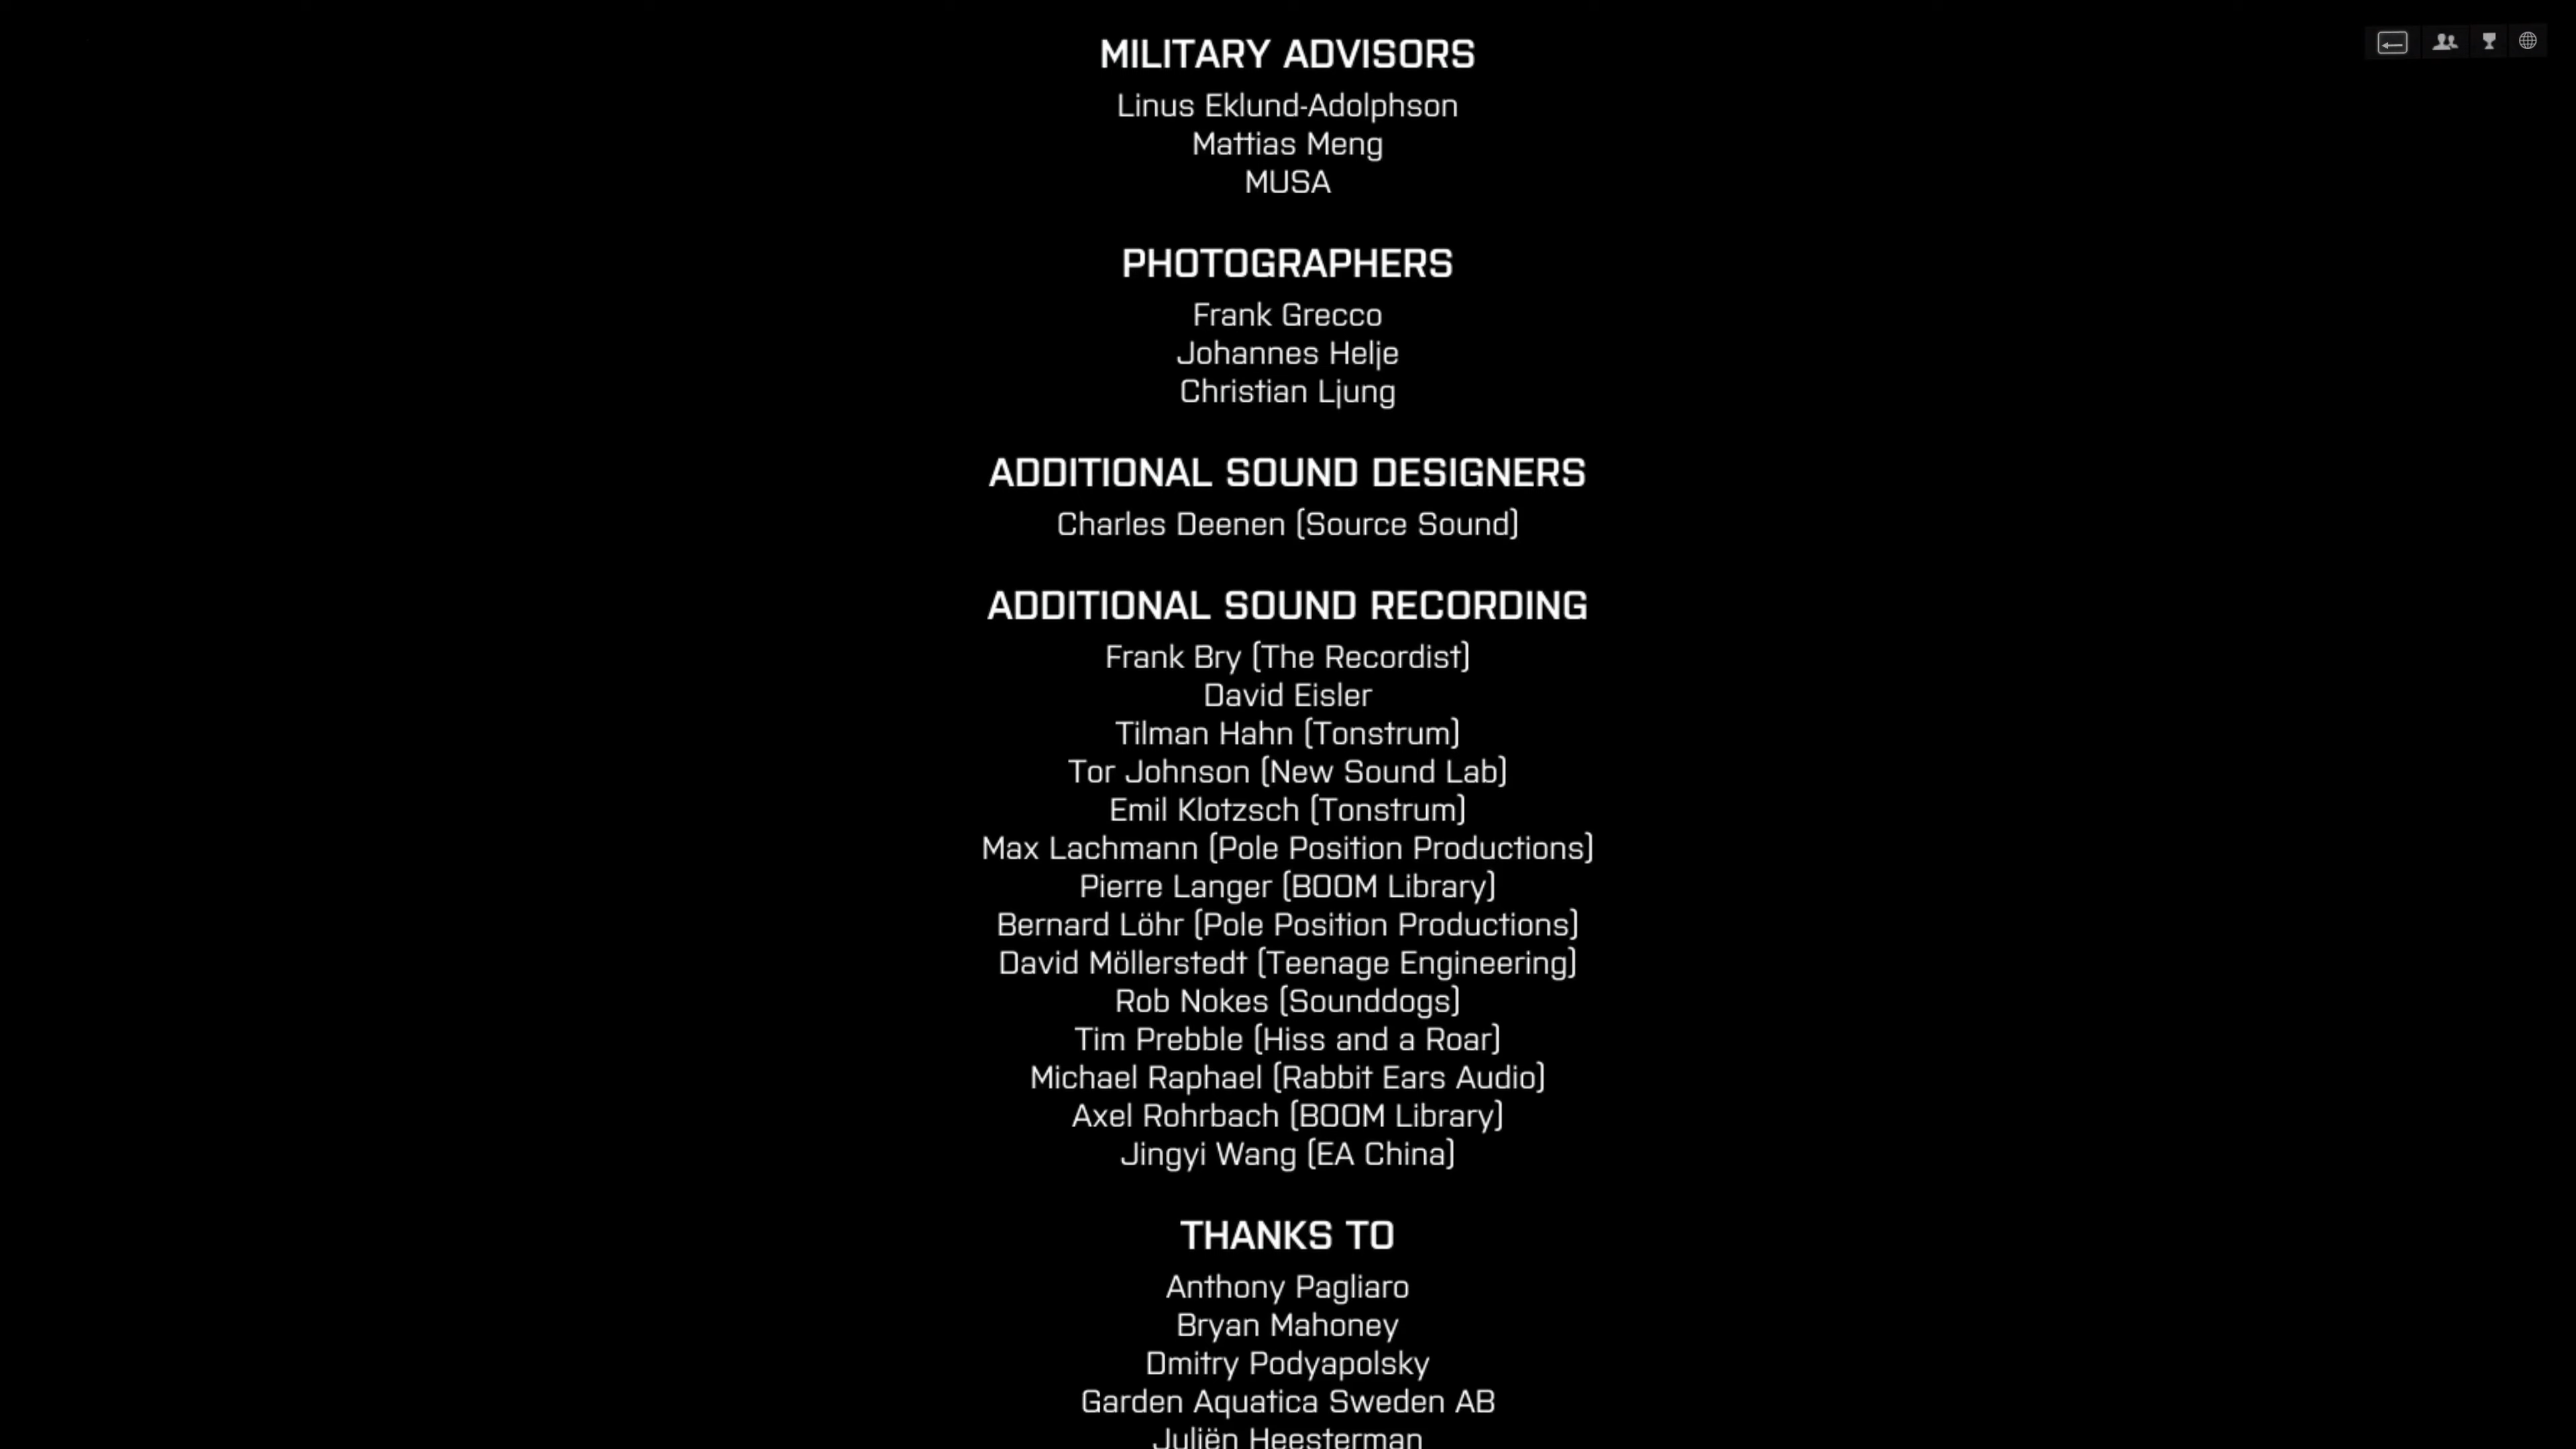 MILITARY ADVISORS
Linus Eklund-Adolphson
Mattias Meng
MUSA
PHOTOGRAPHERS
Frank Grecco
Johannes Helje
Christian Ljung
ADDITIONAL SOUND DESIGNERS
Charles Deenen (Source Sound)
ADDITIONAL SOUND RECORDING
Frank Bry (The Recordist)
David Eisler
Tilman Hahn (Tonstrum)
Tor Johnson (New Sound Lab)
Emil Klotzsch (Tonstrum)
Max Lachmann (Pole Position Productions)
Pierre Langer (BOOM Library)
Bernard Löhr (Pole Position Productions)
David Möllerstedt (Teenage Engineering)
Rob Nokes (Sounddogs)
Tim Prebble (Hiss and a Roar)
Michael Raphael (Rabbit Ears Audio)
Axel Rohrbach (BOOM Library)
Jingyi Wang (EA China)
THANKS TO
Anthony Pagliaro
Bryan Mahoney
Dmitry Podyapolsky
Garden Aquatica Sweden AB
Juliën Heesterman